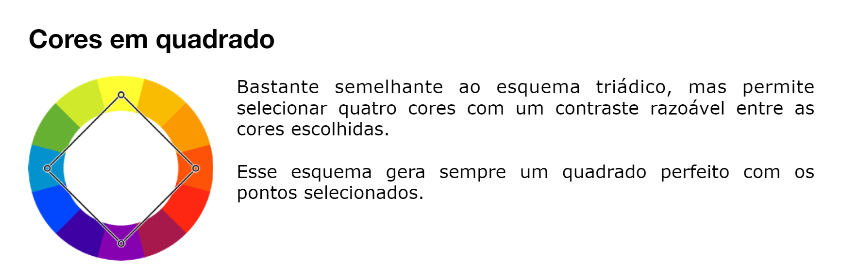 Cores em quadrado
Bastante semelhante ao esquema triádico, mas permite
selecionar quatro cores com um contraste razoável entre as
cores escolhidas.
Esse esquema gera sempre um quadrado perfeito com os
pontos selecionados.